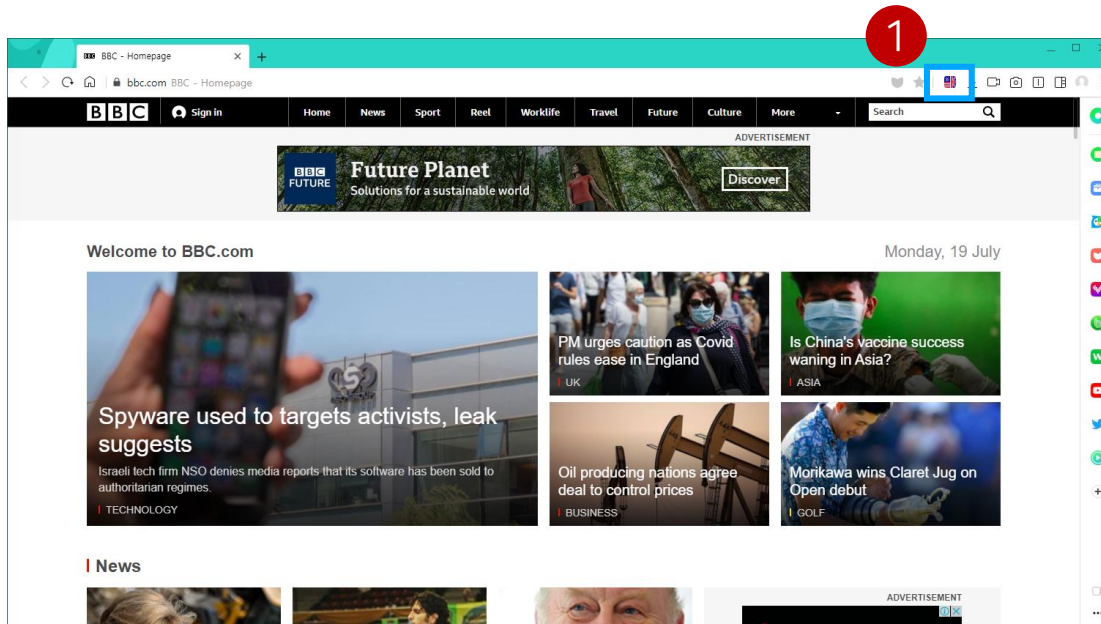 1
BBC BBC - Homepage
bbc.com BBC - Homepage
BBC Sign in Home News Sport Reel Worklife Travel Future Culture More Search
ADVERTISEMENT
BBC
FUTURE
Future Planet
Solutions for a sustainable world
Discover
Welcome to BBC.com
Monday, 19 July
Spyware used to targets activists, leak
suggests
Israeli tech firm NSO denies media reports that its software has been sold to
authoritarian regimes.
TECHNOLOGY
PM urges caution as Covid
rules ease in England
UK
Is China's vaccine success
waning in Asia?
ASIA
Oil producing nations agree
deal to control prices
BUSINESS
Morikawa wins Claret Jug on
Open debut
GOLF
News
ADVERTISEMENT